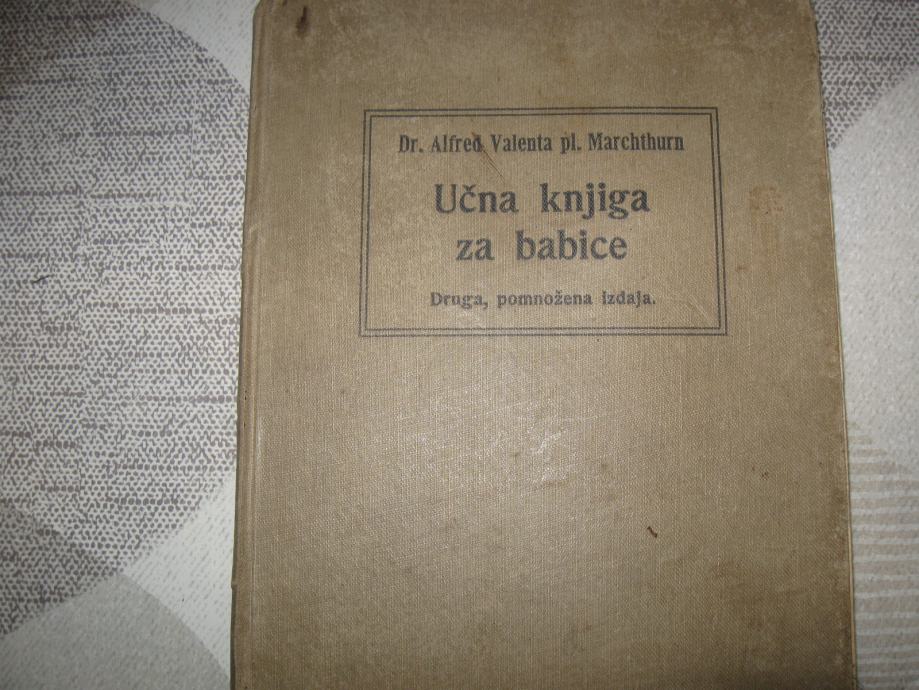 Dr. Alfred Valenta pl. Marchthurn
Učna knjiga
za babice
Druga, pomnožena izdaja.